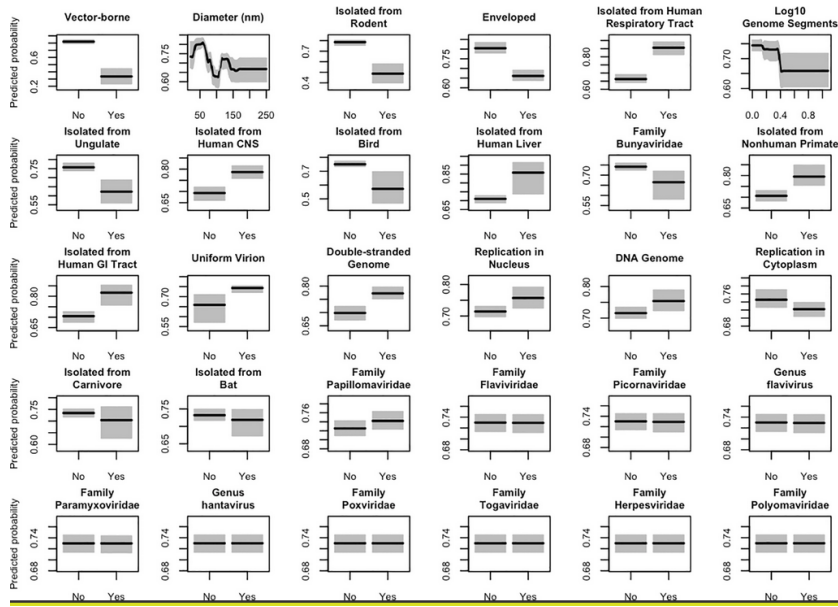 Vector-borne
Diameter (nm)
Isolated from
Rodent
Enveloped
Isolated from Human
Respiratory Tract
Log10
Genome Segments
Predicted probability
0.2 0.6
0.60 0.75
0.4 0.7
0.60 0.75
0.60 0.75
0.60 0.70
No Yes
50 150 250
No Yes
No Yes
No Yes
0.0 0.4 0.8
Isolated from
Ungulate
Isolated from
Human CNS
Isolated from
Bird
Isolated from
Human Liver
Family
Bunyaviridae
Isolated from
Nonhuman Primate
Predicted probability
0.55 0.75
0.65 0.80
0.5 0.7
0.65 0.85
0.60 0.70
0.65 0.80
No Yes
No Yes
No Yes
No Yes
No Yes
No Yes
Isolated from
Human GI Tract
Uniform Virion
Double-stranded
Genome
Replication in
Nucleus
DNA Genome
Replication in
Cytoplasm
Predicted probability
0.65 0.80
0.55 0.70
0.65 0.80
0.70 0.80
0.70 0.80
0.68 0.76
No Yes
No Yes
No Yes
No Yes
No Yes
No Yes
Isolated from
Carnivore
Isolated from
Bat
Family
Papillomaviridae
Family
Flaviviridae
Family
Picornaviridae
Genus
flavivirus
Predicted probability
0.60 0.75
0.65 0.75
0.68 0.76
0.68 0.74
0.68 0.74
0.68 0.74
No Yes
No Yes
No Yes
No Yes
No Yes
No Yes
Family
Paramyxoviridae
Genus
hantavirus
Family
Poxviridae
Family
Togaviridae
Family
Herpesviridae
Family
Polyomaviridae
Predicted probability
0.68 0.74
0.68 0.74
0.68 0.74
0.68 0.74
0.68 0.74
0.68 0.74
No Yes
No Yes
No Yes
No Yes
No Yes
No Yes